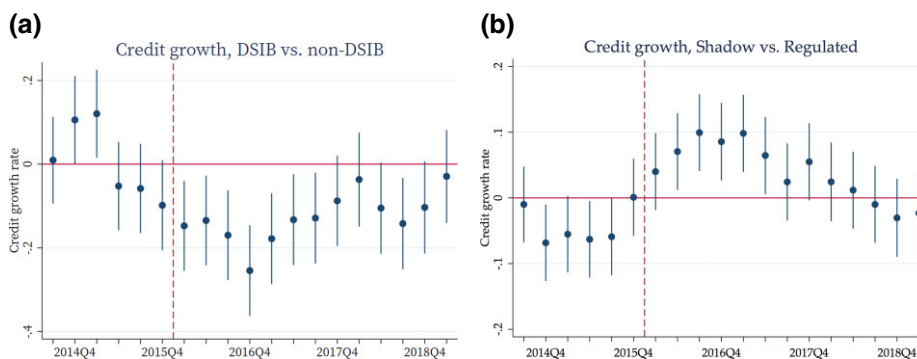 (a)
Credit growth, DSIB vs. non-DSIB
Credit growth rate
.2
0
-.2
-.4
2014Q4 2015Q4 2016Q4 2017Q4 2018Q4
(b)
Credit growth, Shadow vs. Regulated
Credit growth rate
.2
.1
0
-.1
-.2
2014Q4 2015Q4 2016Q4 2017Q4 2018Q4